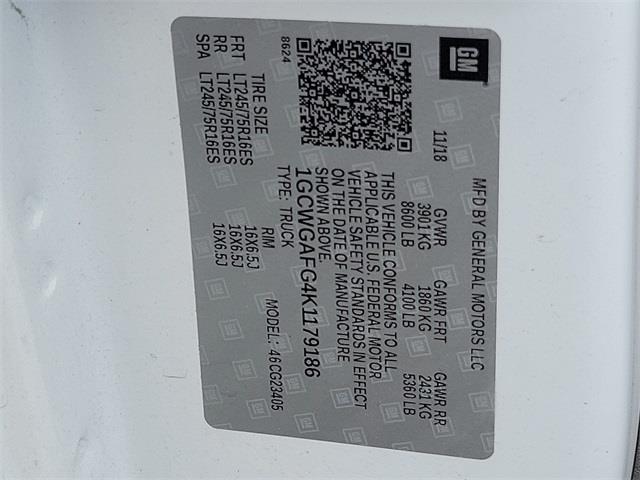 GM
MFD BY GENERAL MOTORS LLC
11/18 GVWR GAWR FRT GAWR RR
3901 KG 1860 KG 2431 KG
8600 LB 4100 LB 5360 LB
THIS VEHICLE CONFORMS TO ALL
APPLICABLE U.S. FEDERAL MOTOR
VEHICLE SAFETY STANDARDS IN EFFECT
ON THE DATE OF MANUFACTURE
SHOWN ABOVE.
1GCWGAFG4K1179186
TYPE: TRUCK
8624 MODEL: 46CG23405
TIRE SIZE RIM
FRT LT245/75R16ES 16X6.5J
RR LT245/75R16ES 16X6.5J
SPA LT245/75R16ES 16X6.5J